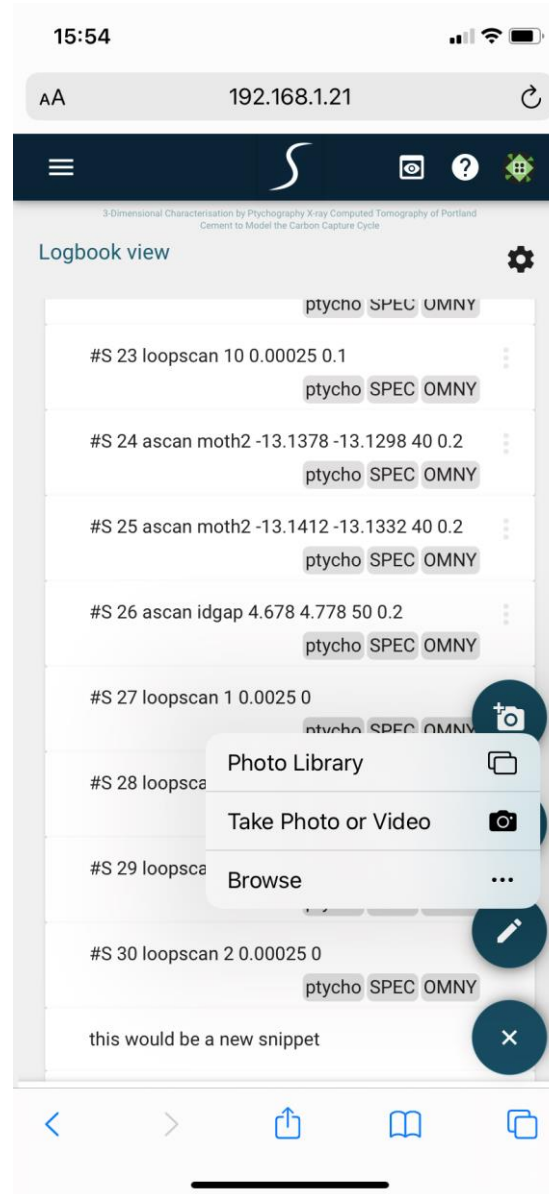 15:54
AA 192.168.1.21
3-Dimensional Characterisation by Ptychography X-ray Computed Tomography of Portland
Cement to Model the Carbon Capture Cycle
Logbook view
ptycho SPEC OMNY
#S 23 loopscan 10 0.00025 0.1
ptycho SPEC OMNY
#S 24 ascan moth2 -13.1378 -13.1298 40 0.2
ptycho SPEC OMNY
#S 25 ascan moth2 -13.1412 -13.1332 40 0.2
ptycho SPEC OMNY
#S 26 ascan idgap 4.678 4.778 50 0.2
ptycho SPEC OMNY
#S 27 loopscan 1 0.0025 0
ptycho SPEC OMNY
Photo Library
#S 28 loopsca
Take Photo or Video
#S 29 loopsca
Browse
#S 30 loopscan 2 0.00025 0
ptycho SPEC OMNY
this would be a new snippet